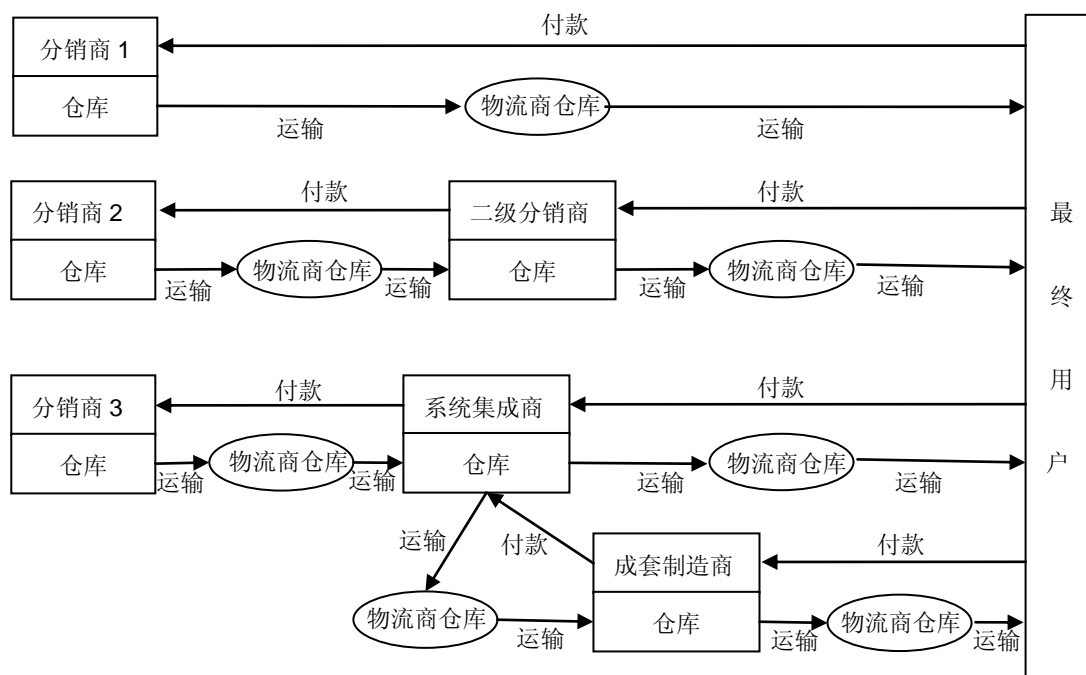 付款
分销商 1
仓库
物流商仓库
运输
运输
付款
付款
分销商 2
二级分销商
仓库
物流商仓库
仓库
物流商仓库
运输
运输
运输
运输
付款
付款
分销商 3
系统集成商
仓库
物流商仓库
仓库
物流商仓库
运输
运输
运输
运输
运输
付款
付款
成套制造商
物流商仓库
仓库
物流商仓库
运输
运输
运输
最
终
用
户